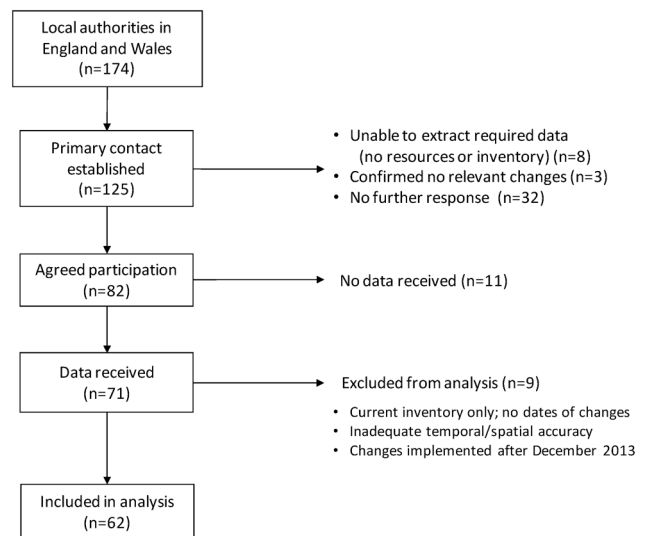 Local authorities in
England and Wales
(n=174)
Primary contact
established
(n=125)
• Unable to extract required data
(no resources or inventory) (n=8)
• Confirmed no relevant changes (n=3)
• No further response (n=32)
Agreed participation
(n=82)
No data received (n=11)
Data received
(n=71)
Excluded from analysis (n=9)
• Current inventory only; no dates of changes
• Inadequate temporal/spatial accuracy
• Changes implemented after December 2013
Included in analysis
(n=62)